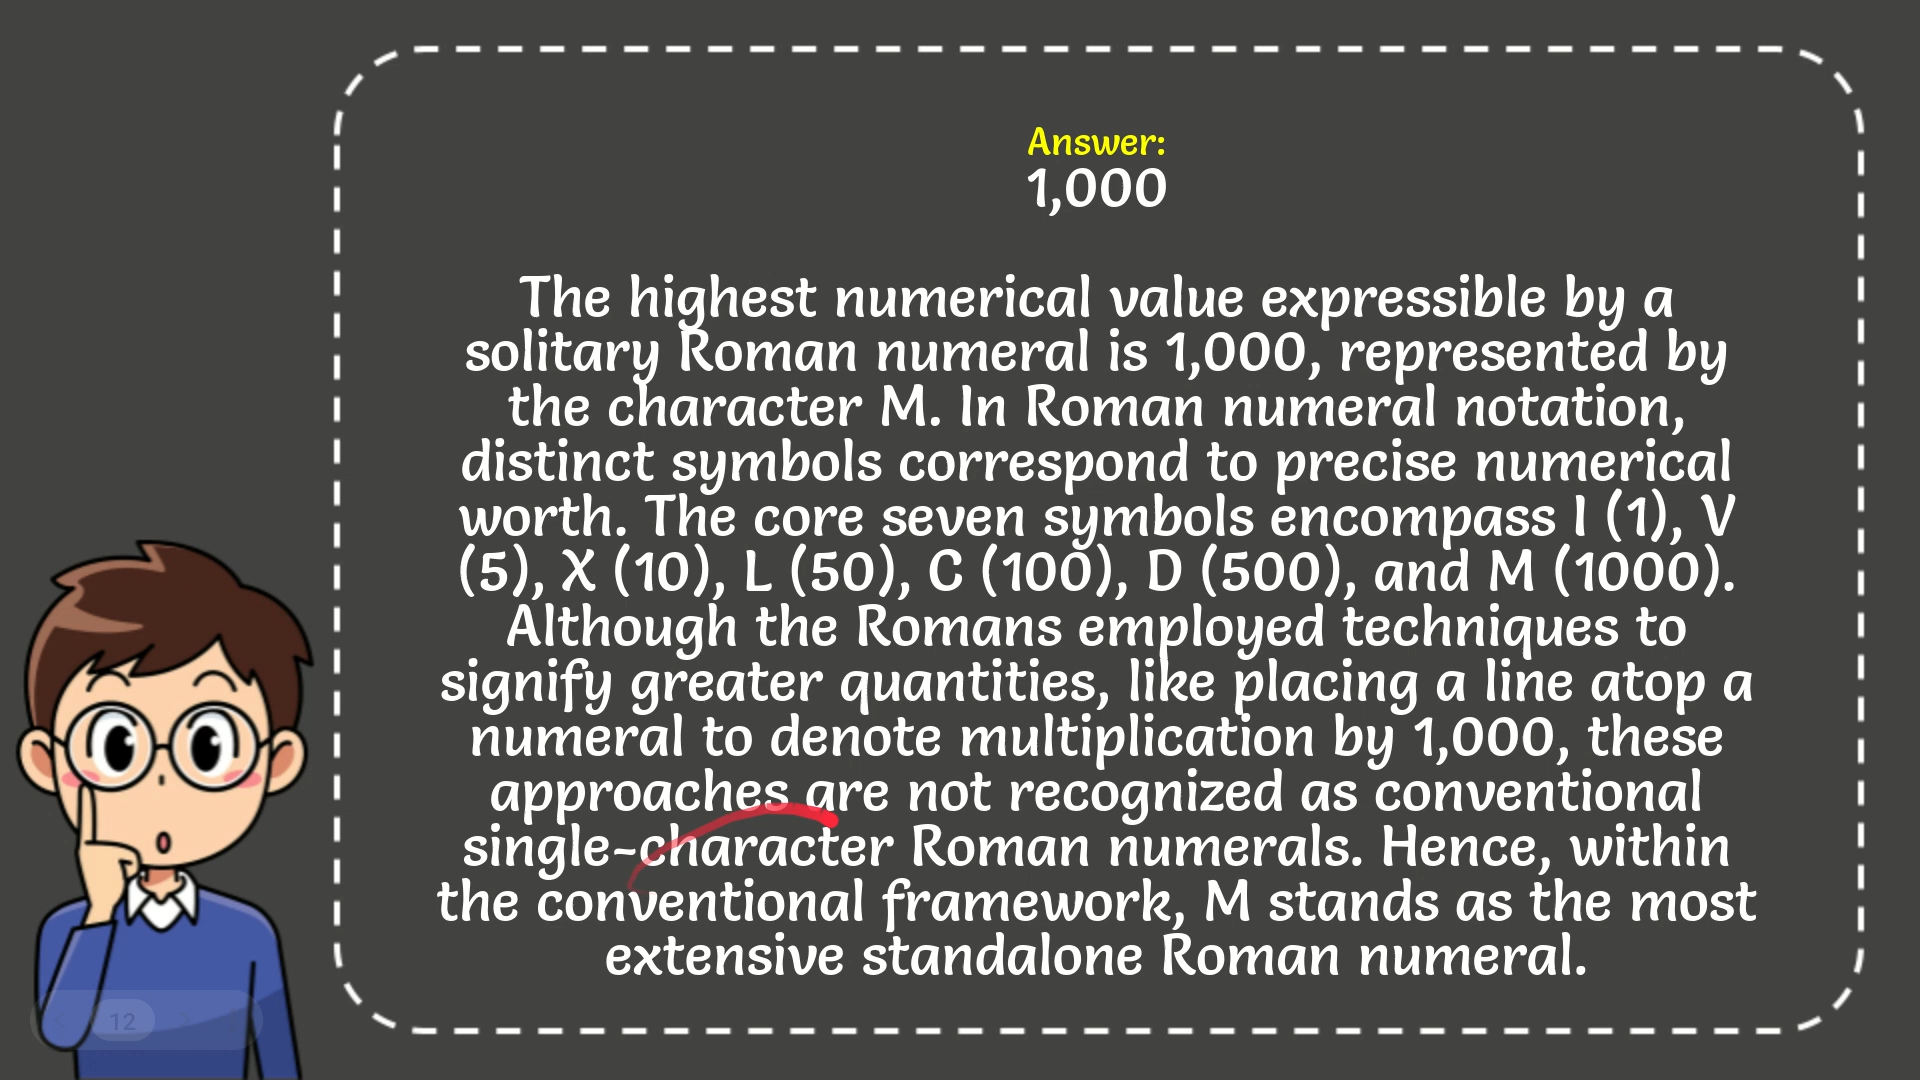 Answer:
1,000
The highest numerical value expressible by a
solitary Roman numeral is 1,000, represented by
the character M. In Roman numeral notation,
distinct symbols correspond to precise numerical
worth. The core seven symbols encompass I (1), V
(5), X (10), L (50), C (100), D (500), and M (1000).
Although the Romans employed techniques to
signify greater quantities, like placing a line atop a
numeral to denote multiplication by 1,000, these
approaches are not recognized as conventional
single-character Roman numerals. Hence, within
the conventional framework, M stands as the most
extensive standalone Roman numeral.
12